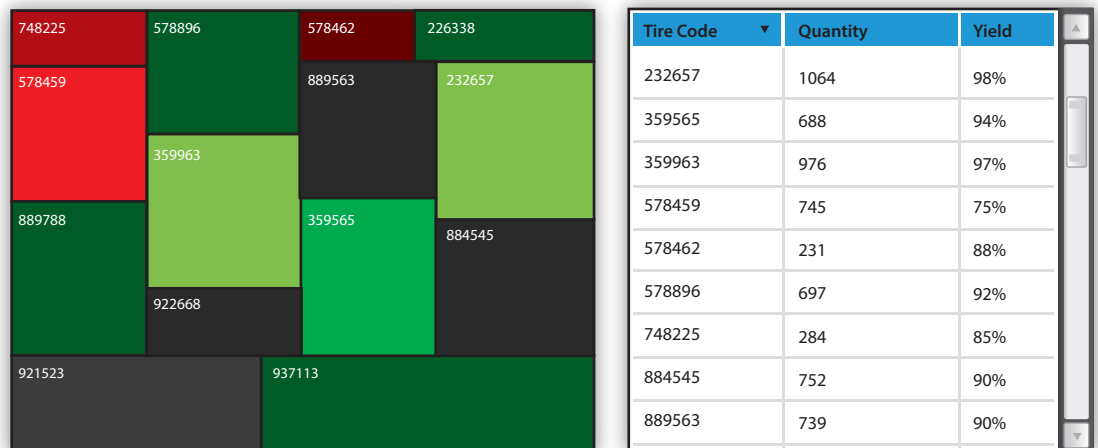 748225 578896 578462 226338
578459 889563 232657
359963
889788 359565
884545
922668
921523 937113
Tire Code ▼ Quantity Yield
232657 1064 98%
359565 688 94%
359963 976 97%
578459 745 75%
578462 231 88%
578896 697 92%
748225 284 85%
884545 752 90%
889563 739 90%